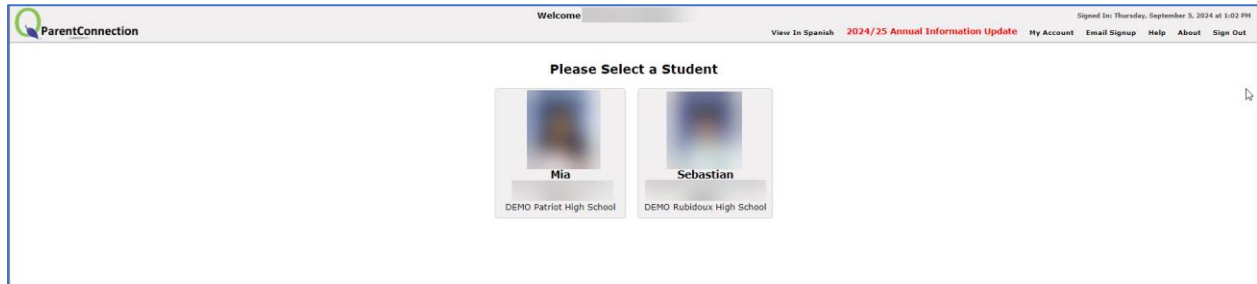 Welcome
Signed In: Thursday, September 5, 2024 at 1:02 PM
ParentConnection
View In Spanish 2024/25 Annual Information Update My Account Email Signup Help About Sign Out
Please Select a Student
Mia
DEMO Patriot High School
Sebastian
DEMO Rubidoux High School